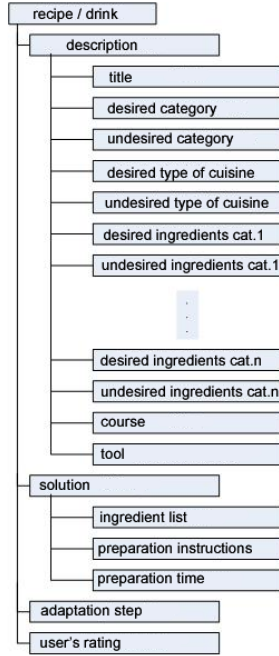 recipe / drink
description
title
desired category
undesired category
desired type of cuisine
undesired type of cuisine
desired ingredients cat.1
undesired ingredients cat.1
.
.
.
desired ingredients cat.n
undesired ingredients cat.n
course
tool
solution
ingredient list
preparation instructions
preparation time
adaptation step
user's rating